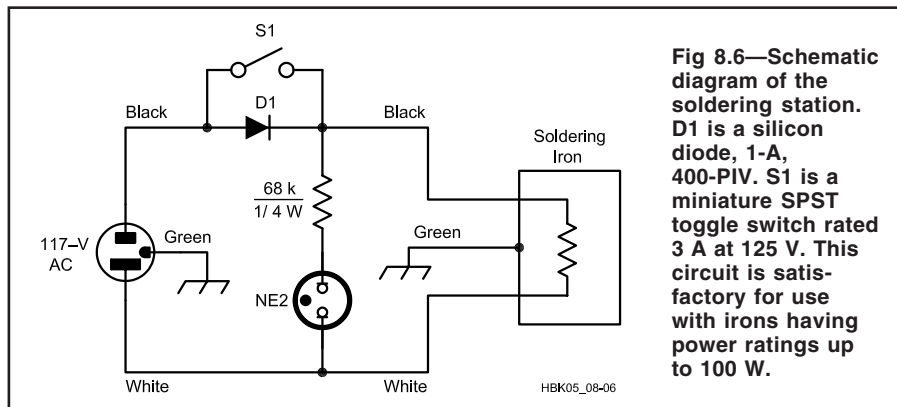 S1
D1
Black
Black
68 k
1/ 4 W
Soldering
Iron
117–V
AC
Green
Green
NE2
White
White
HBK05_08-06
Fig 8.6—Schematic
diagram of the
soldering station.
D1 is a silicon
diode, 1-A,
400-PIV. S1 is a
miniature SPST
toggle switch rated
3 A at 125 V. This
circuit is satis-
factory for use
with irons having
power ratings up
to 100 W.